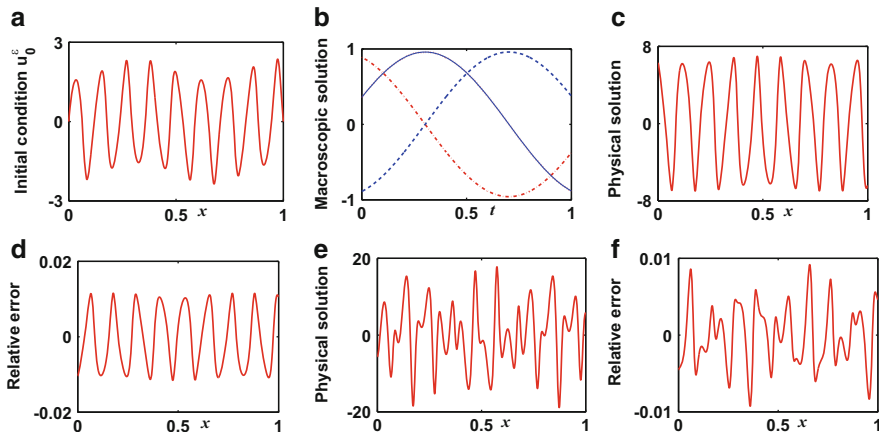 a
Initial condition u₀^ε
3
0
-3
0
0.5
x
1
b
Macroscopic solution
1
0
-1
0
0.5
t
1
c
Physical solution
8
0
-8
0
0.5
x
1
d
Relative error
0.02
0
-0.02
0
0.5
x
1
e
Physical solution
20
0
-20
0
0.5
x
1
f
Relative error
0.01
0
-0.01
0
0.5
x
1